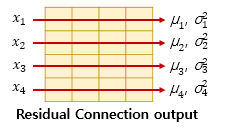 x₁ μ₁, σ₁²
x₂ μ₂, σ₂²
x₃ μ₃, σ₃²
x₄ μ₄, σ₄²
Residual Connection output